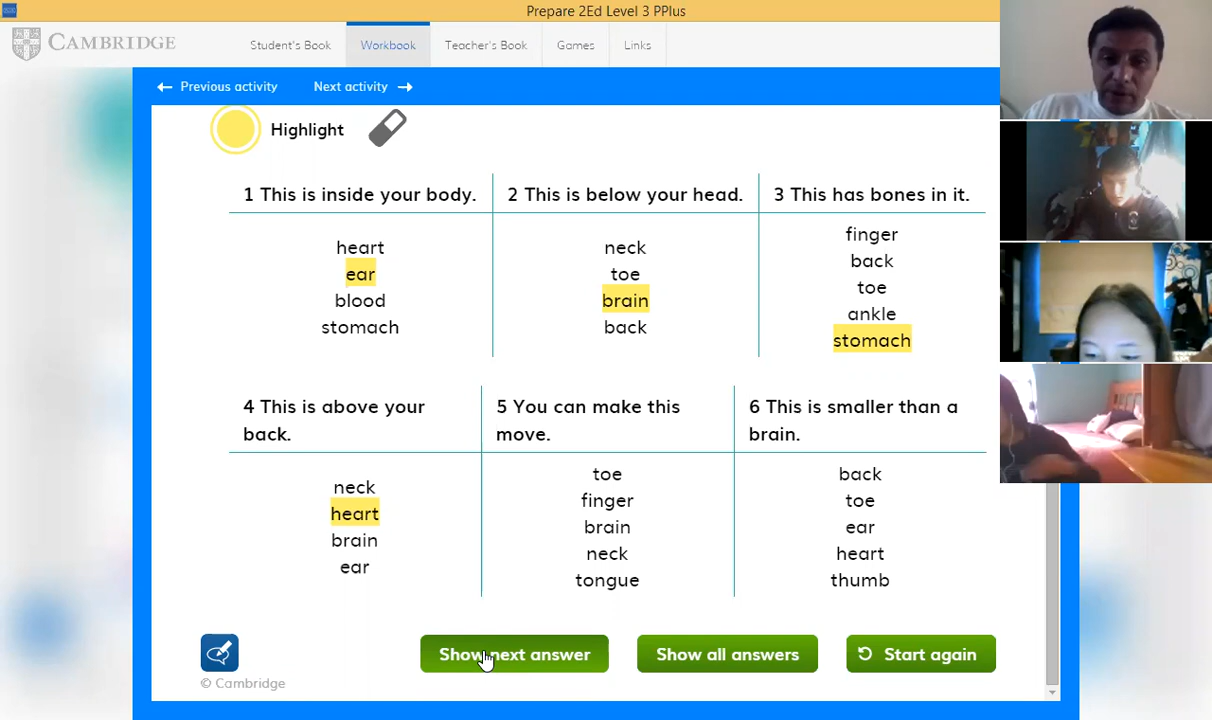 Prepare 2Ed Level 3 PPlus
CAMBRIDGE
Student's Book
Workbook
Teacher's Book
Games
Links
Previous activity
Next activity
Highlight
1 This is inside your body.
heart
ear
blood
stomach
2 This is below your head.
neck
toe
brain
back
3 This has bones in it.
finger
back
toe
ankle
stomach
4 This is above your
back.
neck
heart
brain
ear
5 You can make this
move.
toe
finger
brain
neck
tongue
6 This is smaller than a
brain.
back
toe
ear
heart
thumb
Show next answer
Show all answers
Start again
© Cambridge